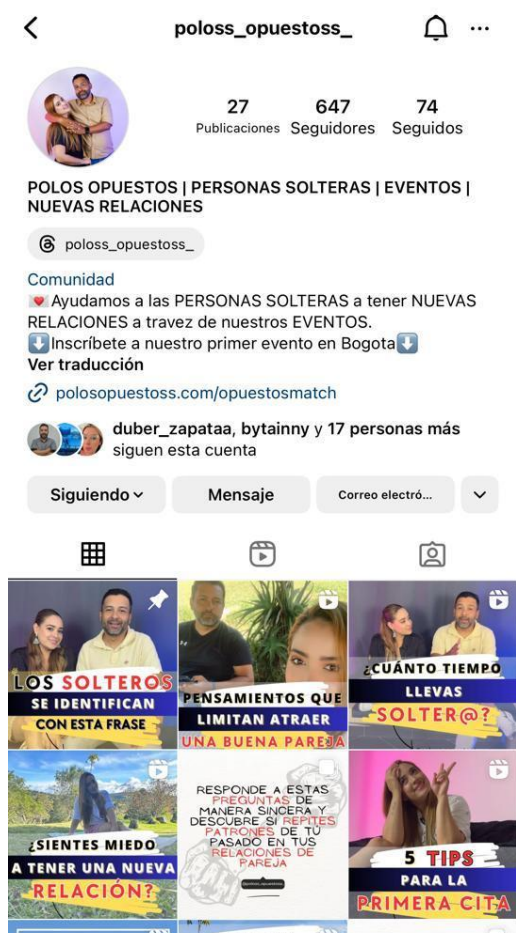 poloss_opuestoss_
27
647
74
Publicaciones
Seguidores
Seguidos
POLOS OPUESTOS | PERSONAS SOLTERAS | EVENTOS |
NUEVAS RELACIONES
poloss_opuestoss_
Comunidad
💌 Ayudamos a las PERSONAS SOLTERAS a tener NUEVAS
RELACIONES a travez de nuestros EVENTOS.
⬇️Inscríbete a nuestro primer evento en Bogota⬇️
Ver traducción
polosopuestoss.com/opuestosmatch
duber_zapataa, bytainny y 17 personas más
siguen esta cuenta
Siguiendo
Mensaje
Correo electró...
LOS SOLTEROS
SE IDENTIFICAN
CON ESTA FRASE
PENSAMIENTOS QUE
LIMITAN ATRAER
UNA BUENA PAREJA
¿CUÁNTO TIEMPO
LLEVAS
SOLTER@?
¿SIENTES MIEDO
A TENER UNA NUEVA
RELACIÓN?
RESPONDE A ESTAS
PREGUNTAS DE
MANERA SINCERA Y
DESCUBRE SI REPITES
PATRONES DE TU
PASADO EN TUS
RELACIONES DE
PAREJA
5 TIPS
PARA LA
PRIMERA CITA